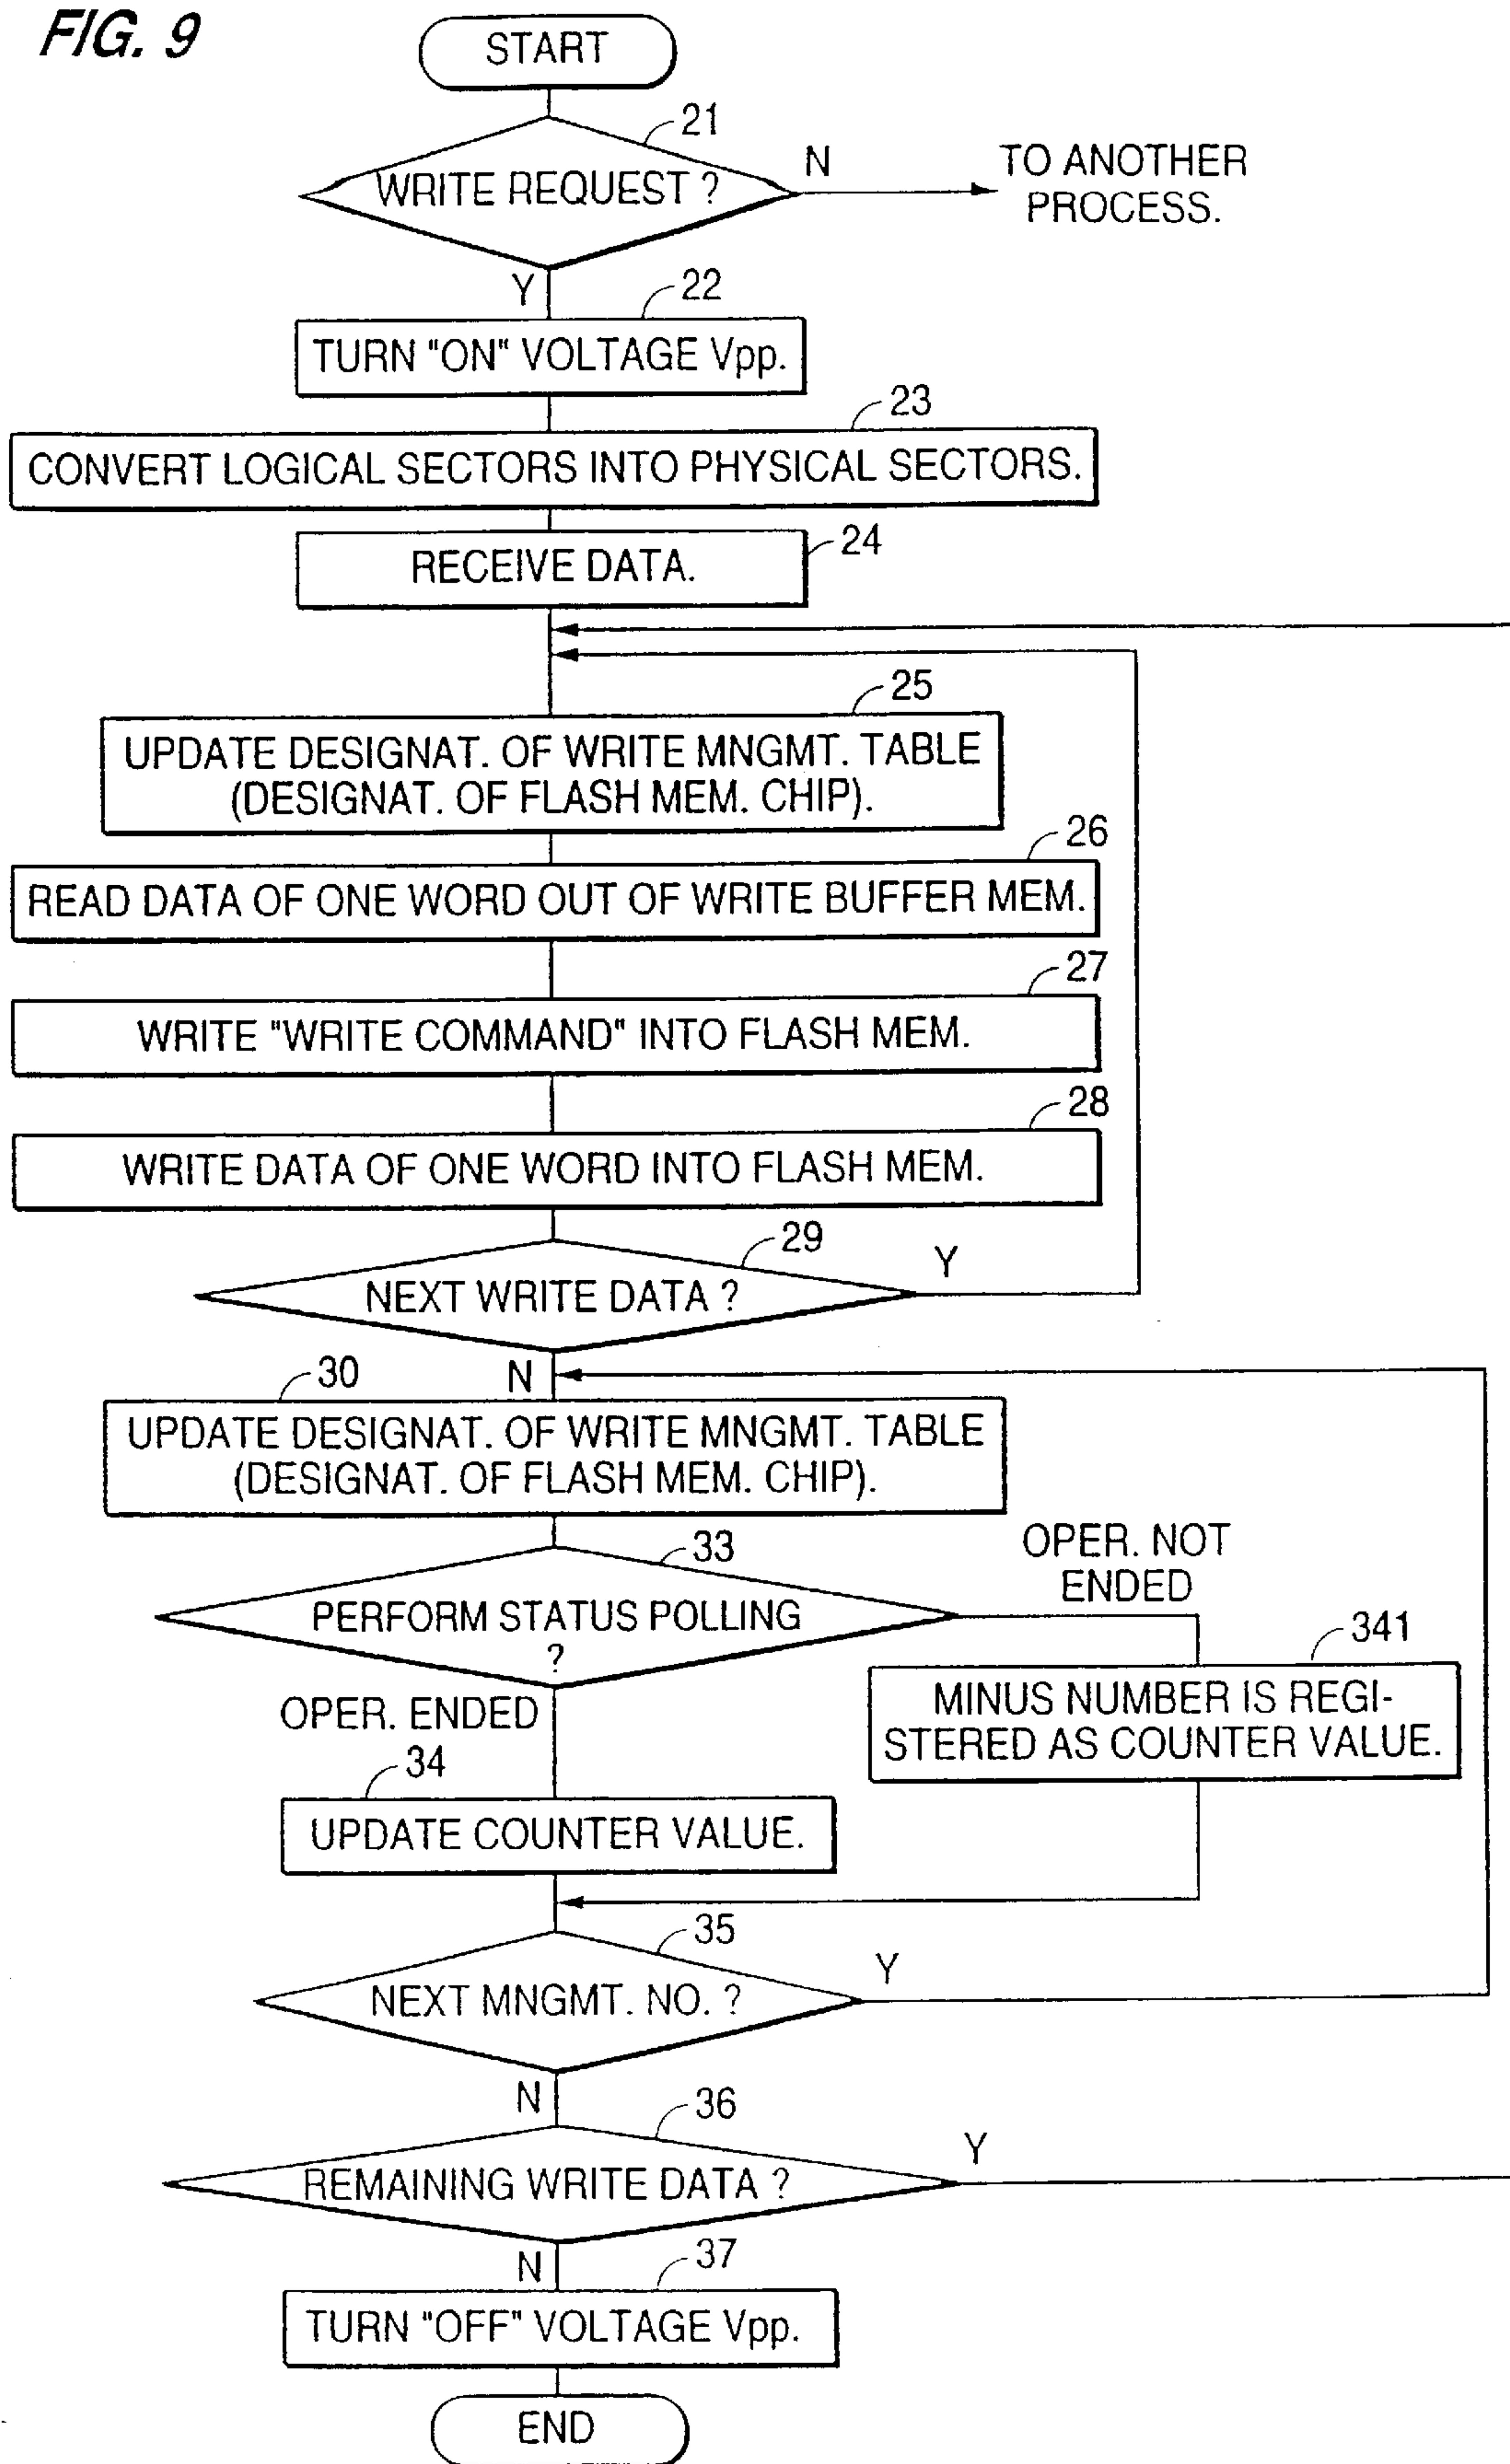 FIG. 9
START
21
WRITE REQUEST ?
N
TO ANOTHER
PROCESS.
Y
22
TURN "ON" VOLTAGE Vpp.
23
CONVERT LOGICAL SECTORS INTO PHYSICAL SECTORS.
24
RECEIVE DATA.
25
UPDATE DESIGNAT. OF WRITE MNGMT. TABLE
(DESIGNAT. OF FLASH MEM. CHIP).
26
READ DATA OF ONE WORD OUT OF WRITE BUFFER MEM.
27
WRITE "WRITE COMMAND" INTO FLASH MEM.
28
WRITE DATA OF ONE WORD INTO FLASH MEM.
29
NEXT WRITE DATA ?
Y
N
30
UPDATE DESIGNAT. OF WRITE MNGMT. TABLE
(DESIGNAT. OF FLASH MEM. CHIP).
33
PERFORM STATUS POLLING
?
OPER. NOT
ENDED
341
MINUS NUMBER IS REGI-
STERED AS COUNTER VALUE.
OPER. ENDED
34
UPDATE COUNTER VALUE.
35
NEXT MNGMT. NO. ?
Y
N
36
REMAINING WRITE DATA ?
Y
N
37
TURN "OFF" VOLTAGE Vpp.
END